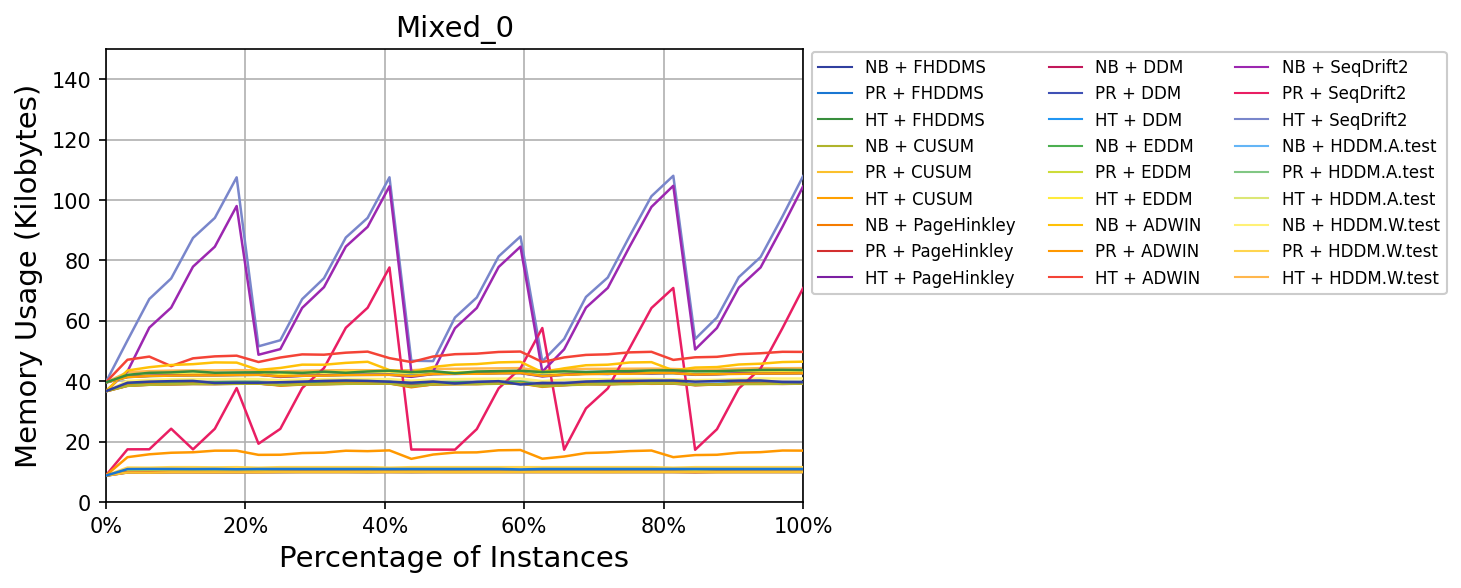 Mixed_0
Memory Usage (Kilobytes)
140
120
100
80
60
40
20
0
0% 20% 40% 60% 80% 100%
Percentage of Instances
NB + FHDDMS NB + DDM NB + SeqDrift2
PR + FHDDMS PR + DDM PR + SeqDrift2
HT + FHDDMS HT + DDM HT + SeqDrift2
NB + CUSUM NB + EDDM NB + HDDM.A.test
PR + CUSUM PR + EDDM PR + HDDM.A.test
HT + CUSUM HT + EDDM HT + HDDM.A.test
NB + PageHinkley NB + ADWIN NB + HDDM.W.test
PR + PageHinkley PR + ADWIN PR + HDDM.W.test
HT + PageHinkley HT + ADWIN HT + HDDM.W.test